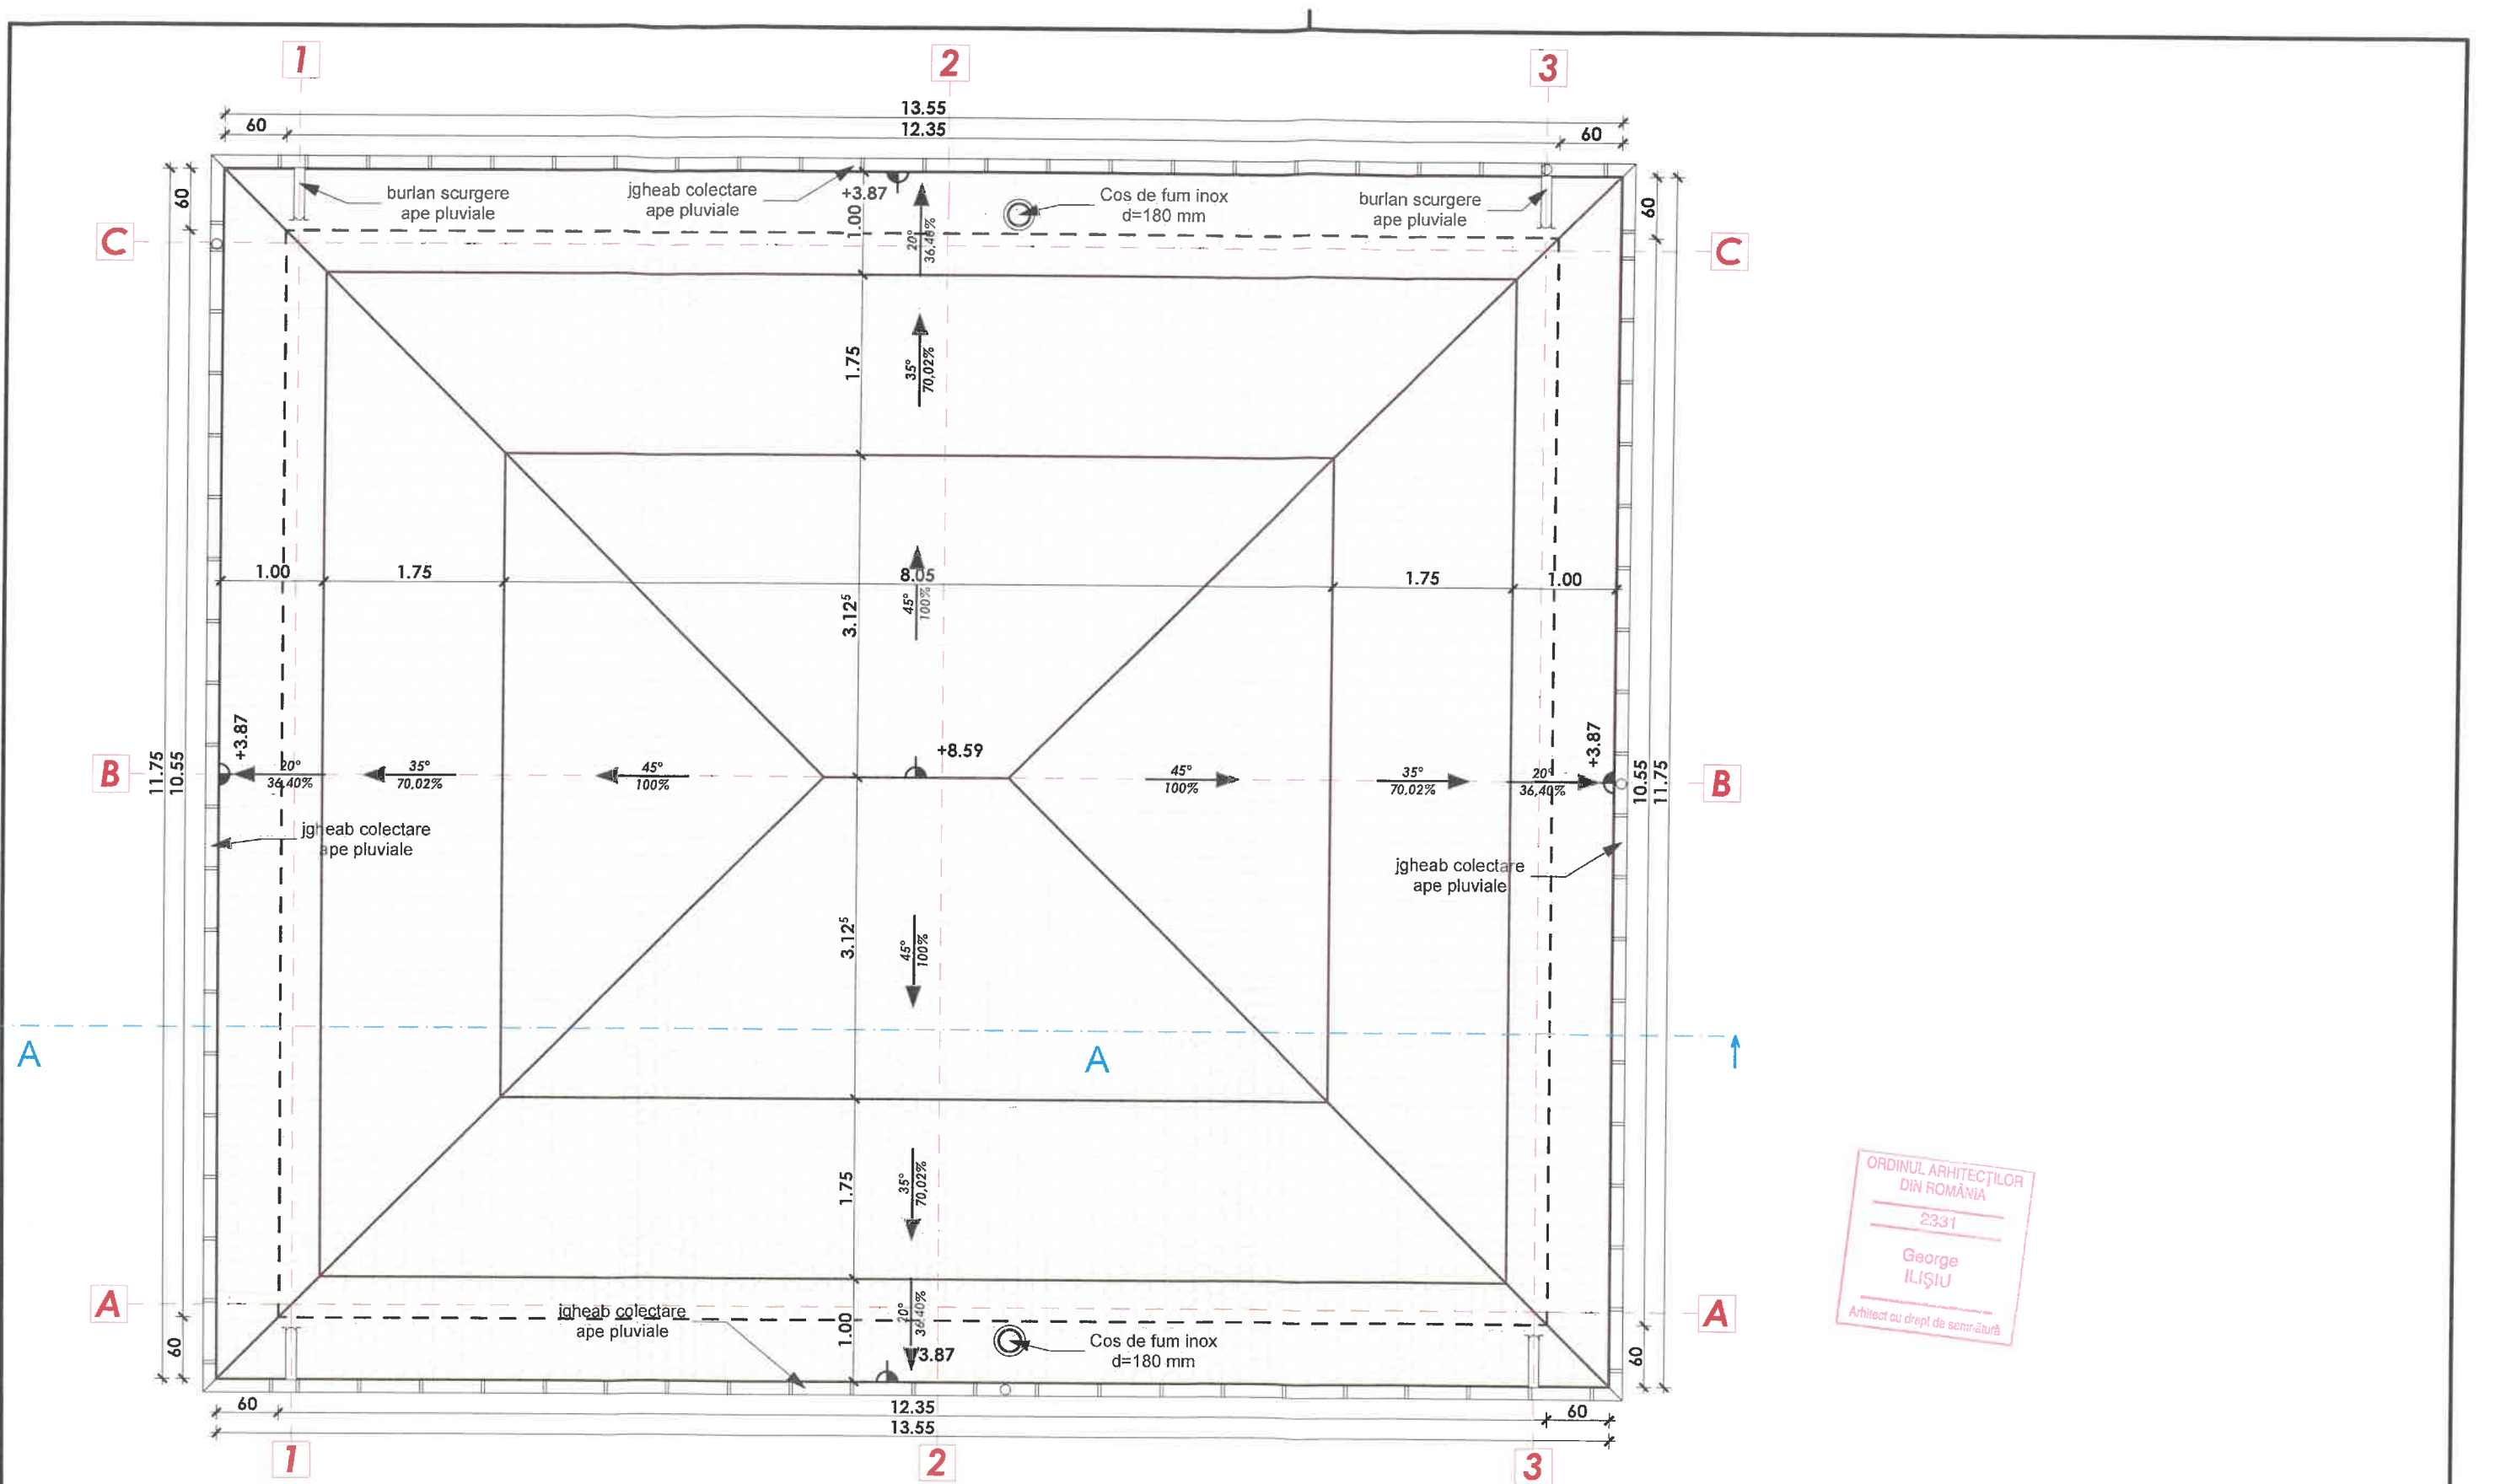 1
2
3
13.55
12.35
60
60
burlan scurgere
ape pluviale
jgheab colectare
ape pluviale
+3.87
Cos de fum inox
d=180 mm
burlan scurgere
ape pluviale
60
60
1.00
20°
36.40%
C
C
1.75
35°
70,02%
1.00
1.75
8.05
1.75
1.00
3.12⁵
45°
100%
+8.59
+3.87
+3.87
B
11.75
10.55
20°
36,40%
35°
70,02%
45°
100%
45°
100%
35°
70,02%
20°
36,40%
10.55
11.75
B
jgheab colectare
ape pluviale
jgheab colectare
ape pluviale
3.12⁵
45°
100%
A
A
1.75
35°
70,02%
ORDINUL ARHITECȚILOR
DIN ROMÂNIA
2331
George
ILIȘIU
Arhitect cu drept de semnătură
A
A
jgheab colectare
ape pluviale
1.00
20°
36.40%
3.87
Cos de fum inox
d=180 mm
60
60
60
12.35
60
13.55
1
2
3